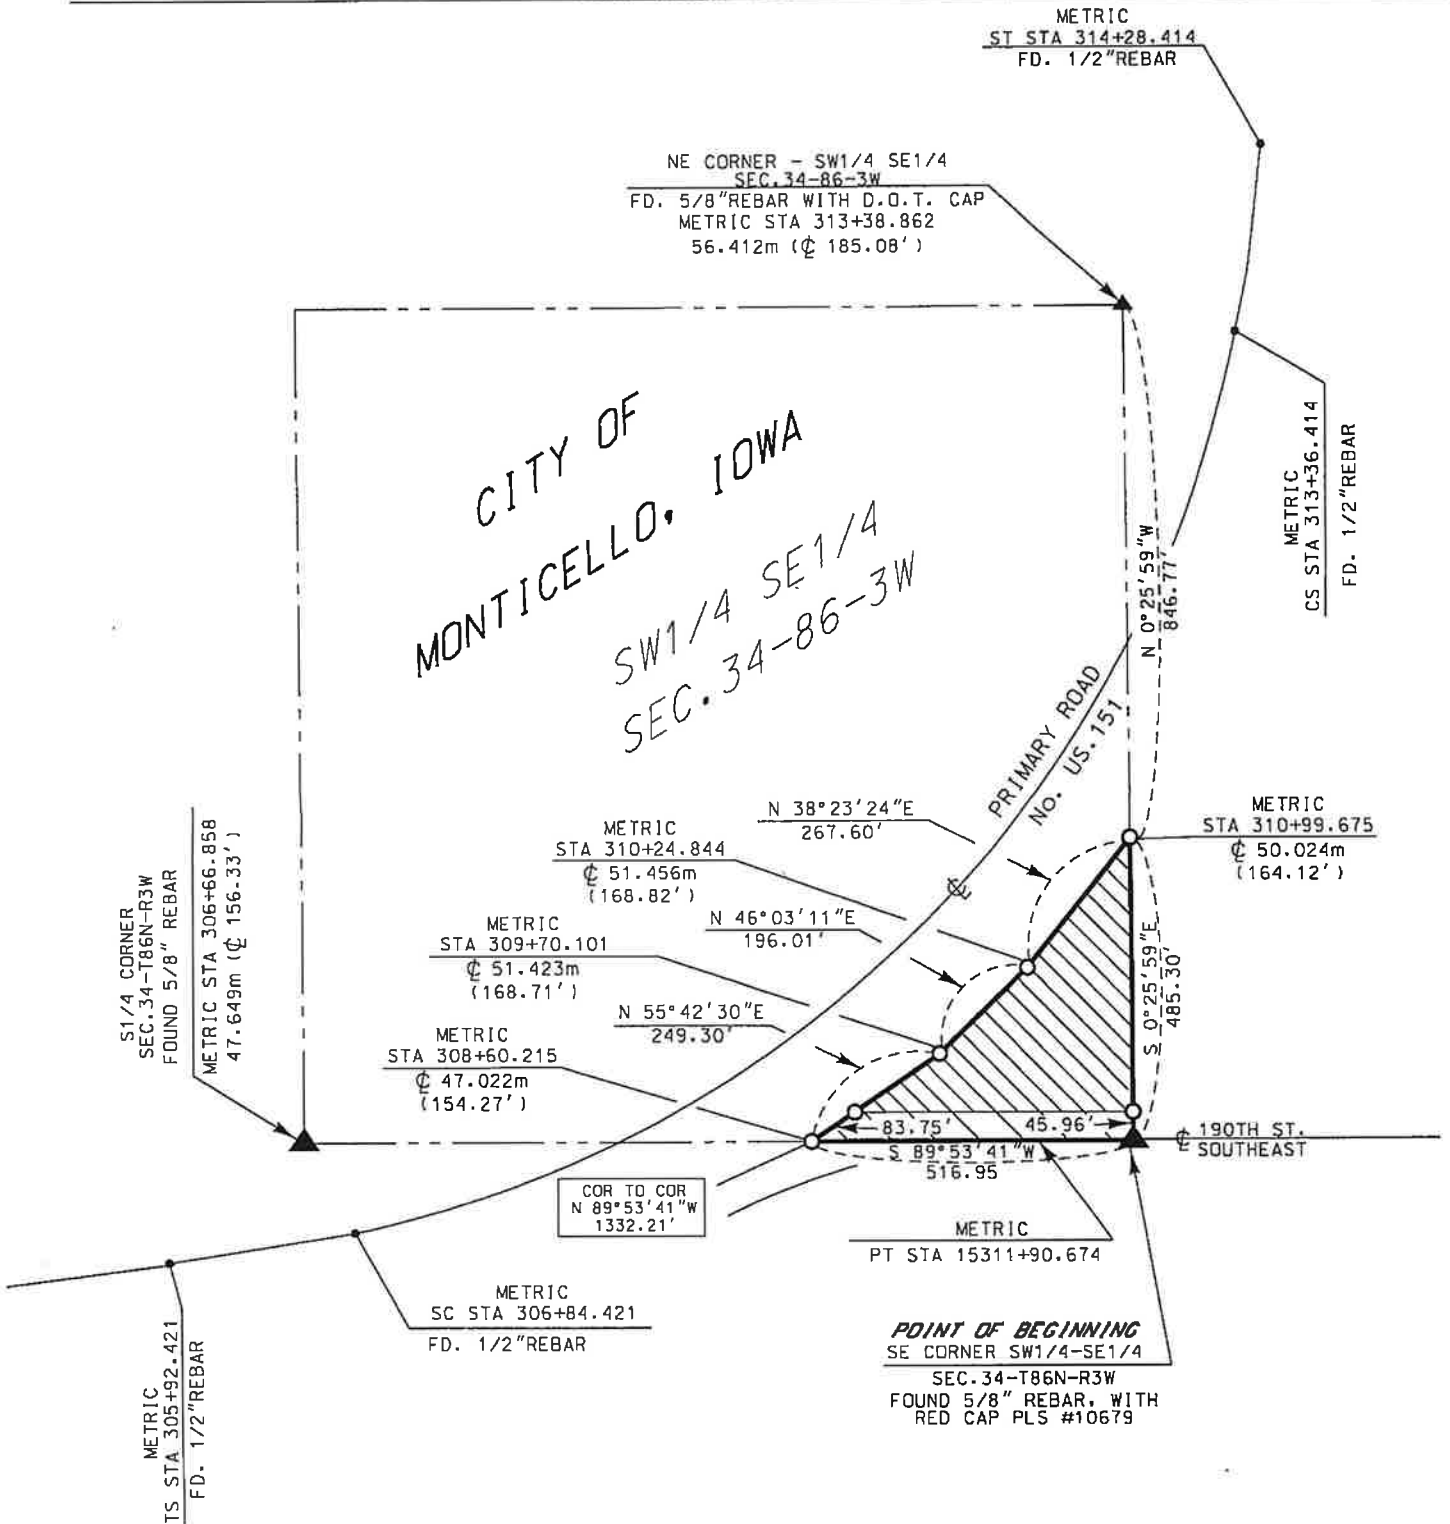 METRIC
ST STA 314+28.414
FD. 1/2"REBAR
NE CORNER - SW1/4 SE1/4
SEC.34-86-3W
FD. 5/8"REBAR WITH D.O.T. CAP
METRIC STA 313+38.862
56.412m (℄ 185.08')
CITY OF
MONTICELLO, IOWA
SW1/4 SE1/4
SEC.34-86-3W
METRIC
CS STA 313+36.414
FD. 1/2"REBAR
N 0°25'59"W
846.77'
PRIMARY ROAD
No. US.151
℄
N 38°23'24"E
267.60'
METRIC
STA 310+99.675
℄ 50.024m
(164.12')
METRIC
STA 310+24.844
℄ 51.456m
(168.82')
S1/4 CORNER
SEC.34-T86N-R3W
FOUND 5/8" REBAR
METRIC STA 306+66.858
47.649m (℄ 156.33')
N 46°03'11"E
196.01'
METRIC
STA 309+70.101
℄ 51.423m
(168.71')
N 55°42'30"E
249.30'
S 0°25'59"E
485.30'
METRIC
STA 308+60.215
℄ 47.022m
(154.27')
83.75'
45.96'
S 89°53'41"W
516.95
℄ 190TH ST.
SOUTHEAST
COR TO COR
N 89°53'41"W
1332.21'
METRIC
PT STA 15311+90.674
METRIC
SC STA 306+84.421
FD. 1/2"REBAR
POINT OF BEGINNING
SE CORNER SW1/4-SE1/4
SEC.34-T86N-R3W
FOUND 5/8" REBAR, WITH
RED CAP PLS #10679
METRIC
TS STA 305+92.421
FD. 1/2"REBAR